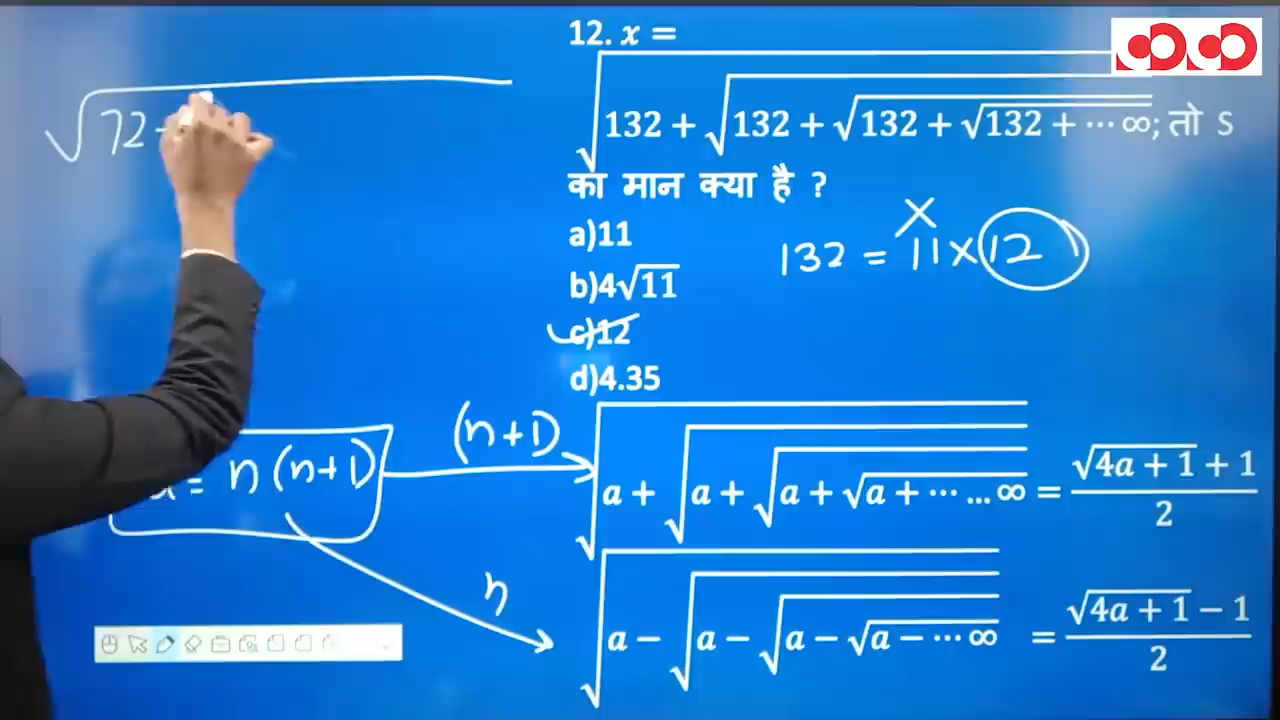 12. x =
√132 + √132 + √132 + √132 + ⋯ ∞; तो S
का मान क्या है ?
a)11
b)4√11
c)12
d)4.35
√72
132 = 11 × 12
X
= n (n+1)
(n+1)
n
√a + √a + √a + √a + ⋯ … ∞ = (√4a + 1 + 1)/2
√a − √a − √a − √a − ⋯ ∞ = (√4a + 1 − 1)/2